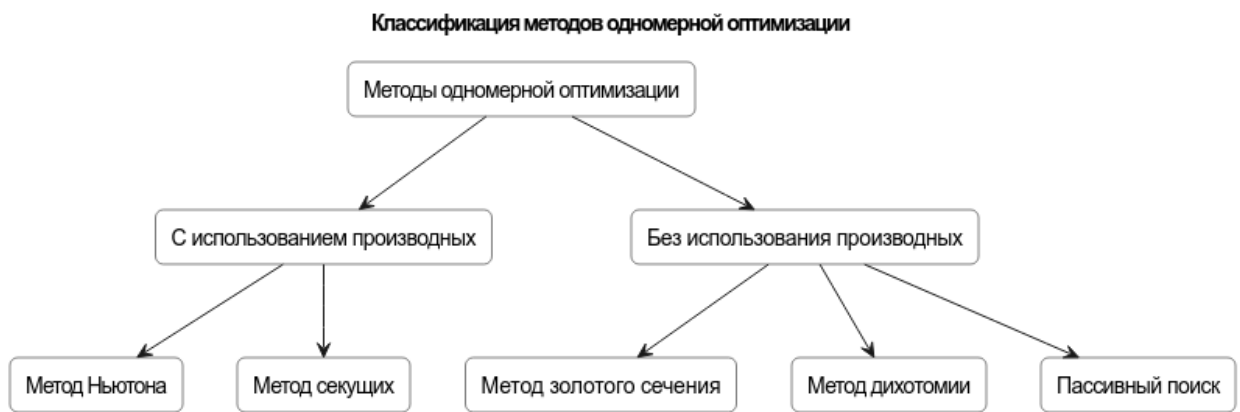 Классификация методов одномерной оптимизации
Методы одномерной оптимизации
С использованием производных
Без использования производных
Метод Ньютона
Метод секущих
Метод золотого сечения
Метод дихотомии
Пассивный поиск